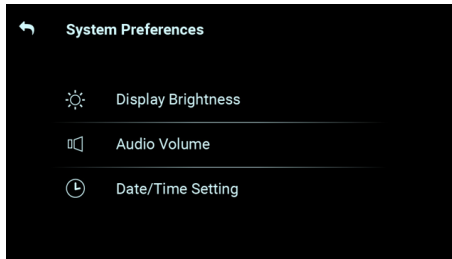 System Preferences
Display Brightness
Audio Volume
Date/Time Setting